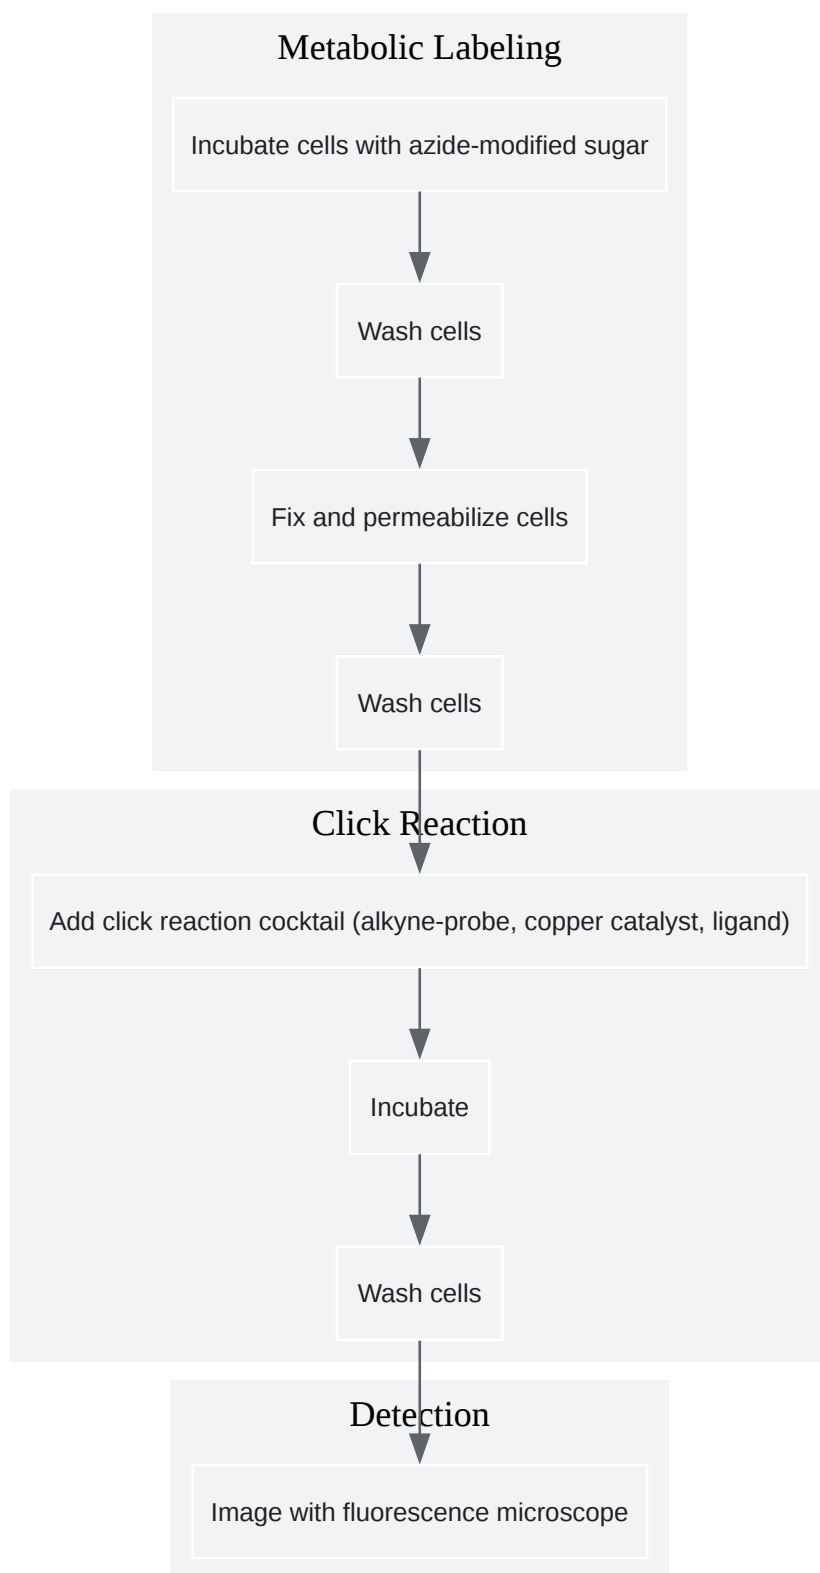 Metabolic Labeling
Incubate cells with azide-modified sugar
Wash cells
Fix and permeabilize cells
Wash cells
Click Reaction
Add click reaction cocktail (alkyne-probe, copper catalyst, ligand)
Incubate
Wash cells
Detection
Image with fluorescence microscope